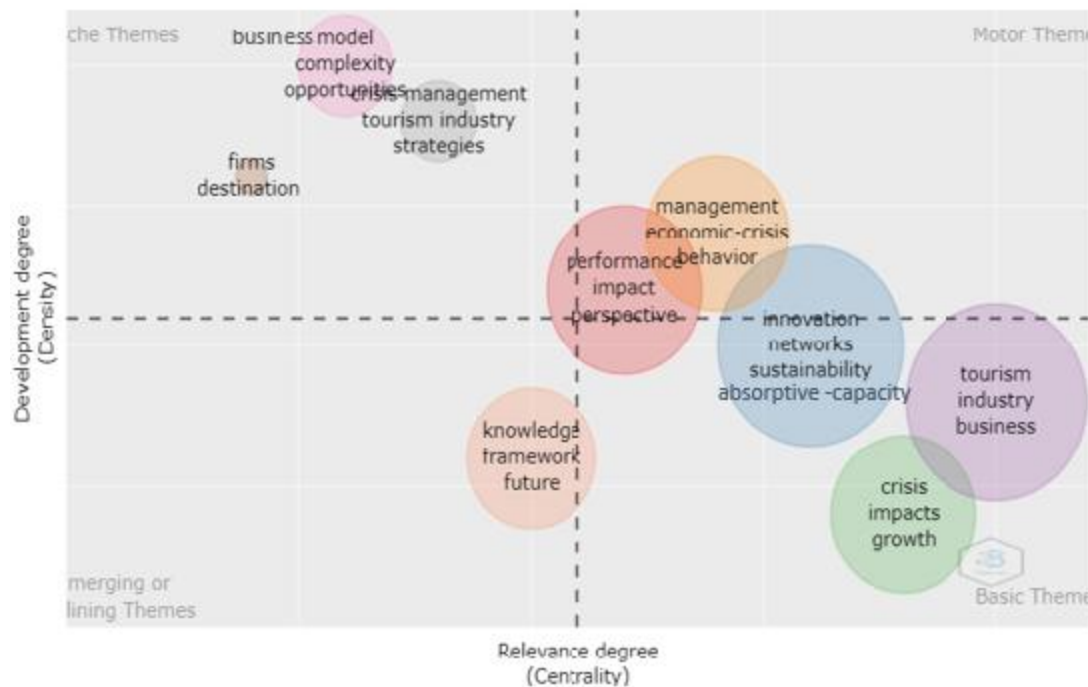 che Themes
Motor Theme
business model
complexity
opportunities
crisis-management
tourism industry
strategies
firms
destination
management
economic-crisis
behavior
performance
impact
perspective
innovation
networks
sustainability
absorptive -capacity
tourism
industry
business
knowledge
framework
future
crisis
impacts
growth
merging or
lining Themes
Basic Theme
Development degree
(Density)
Relevance degree
(Centrality)